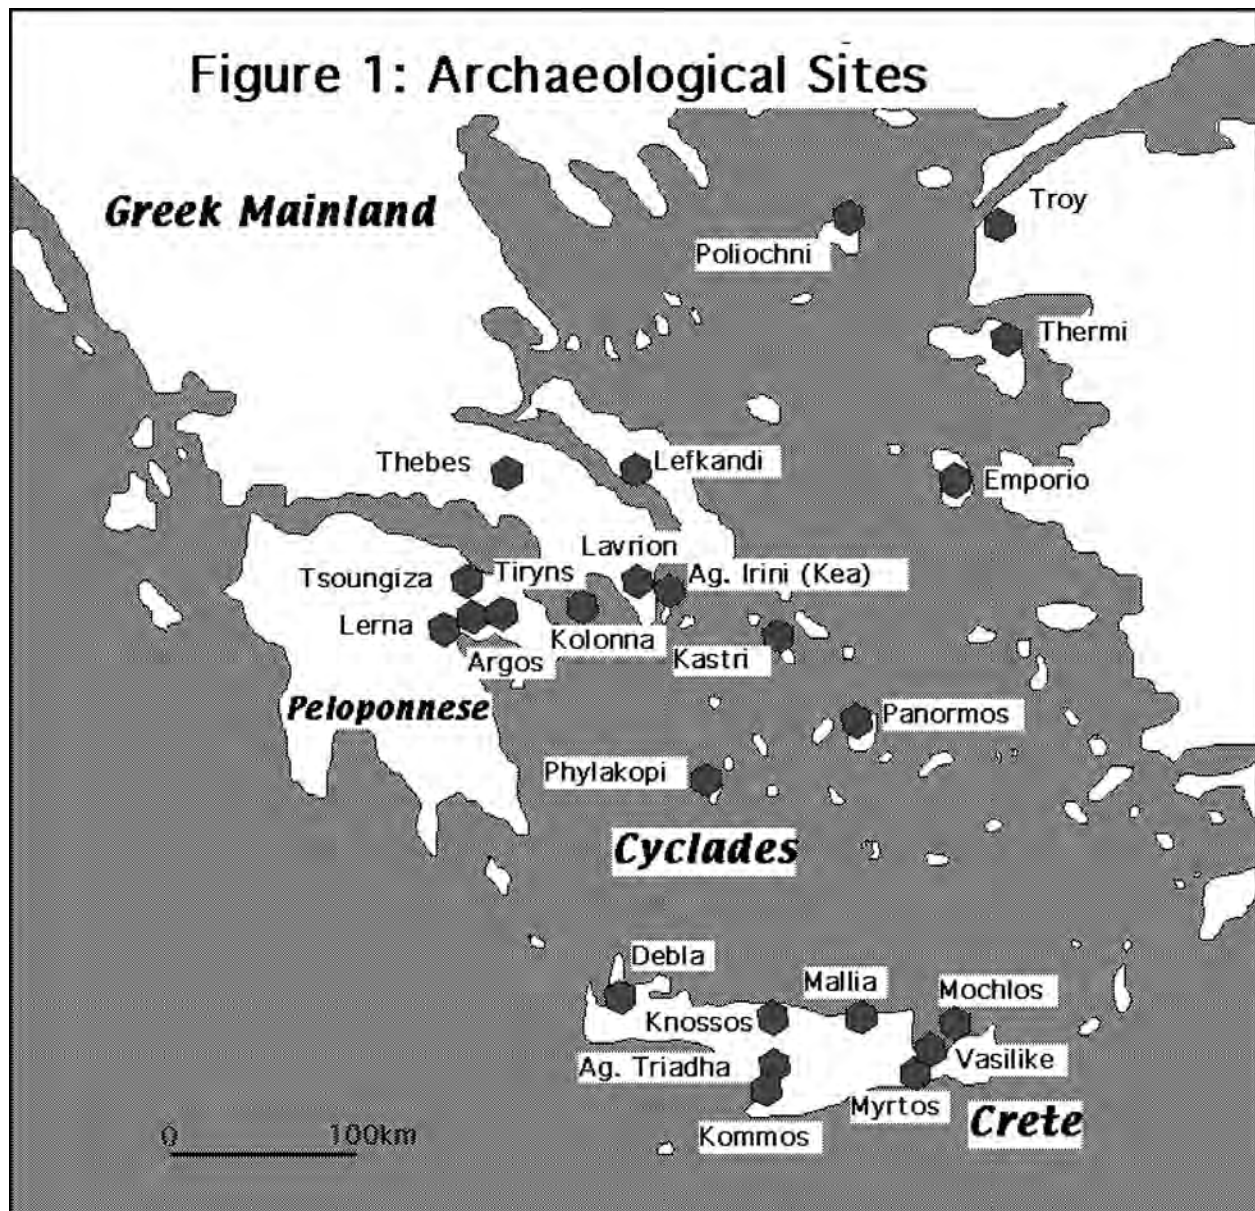 Figure 1: Archaeological Sites
Greek Mainland
Troy
Poliochni
Thermi
Thebes
Lefkandi
Emporio
Lavrion
Tsoungiza
Tiryns
Ag. Irini (Kea)
Lerna
Kolonna
Kastri
Argos
Peloponnese
Panormos
Phylakopi
Cyclades
Debla
Mallia
Mochlos
Knossos
Ag. Triadha
Vasilike
Myrtos
Crete
Kommos
0 100km